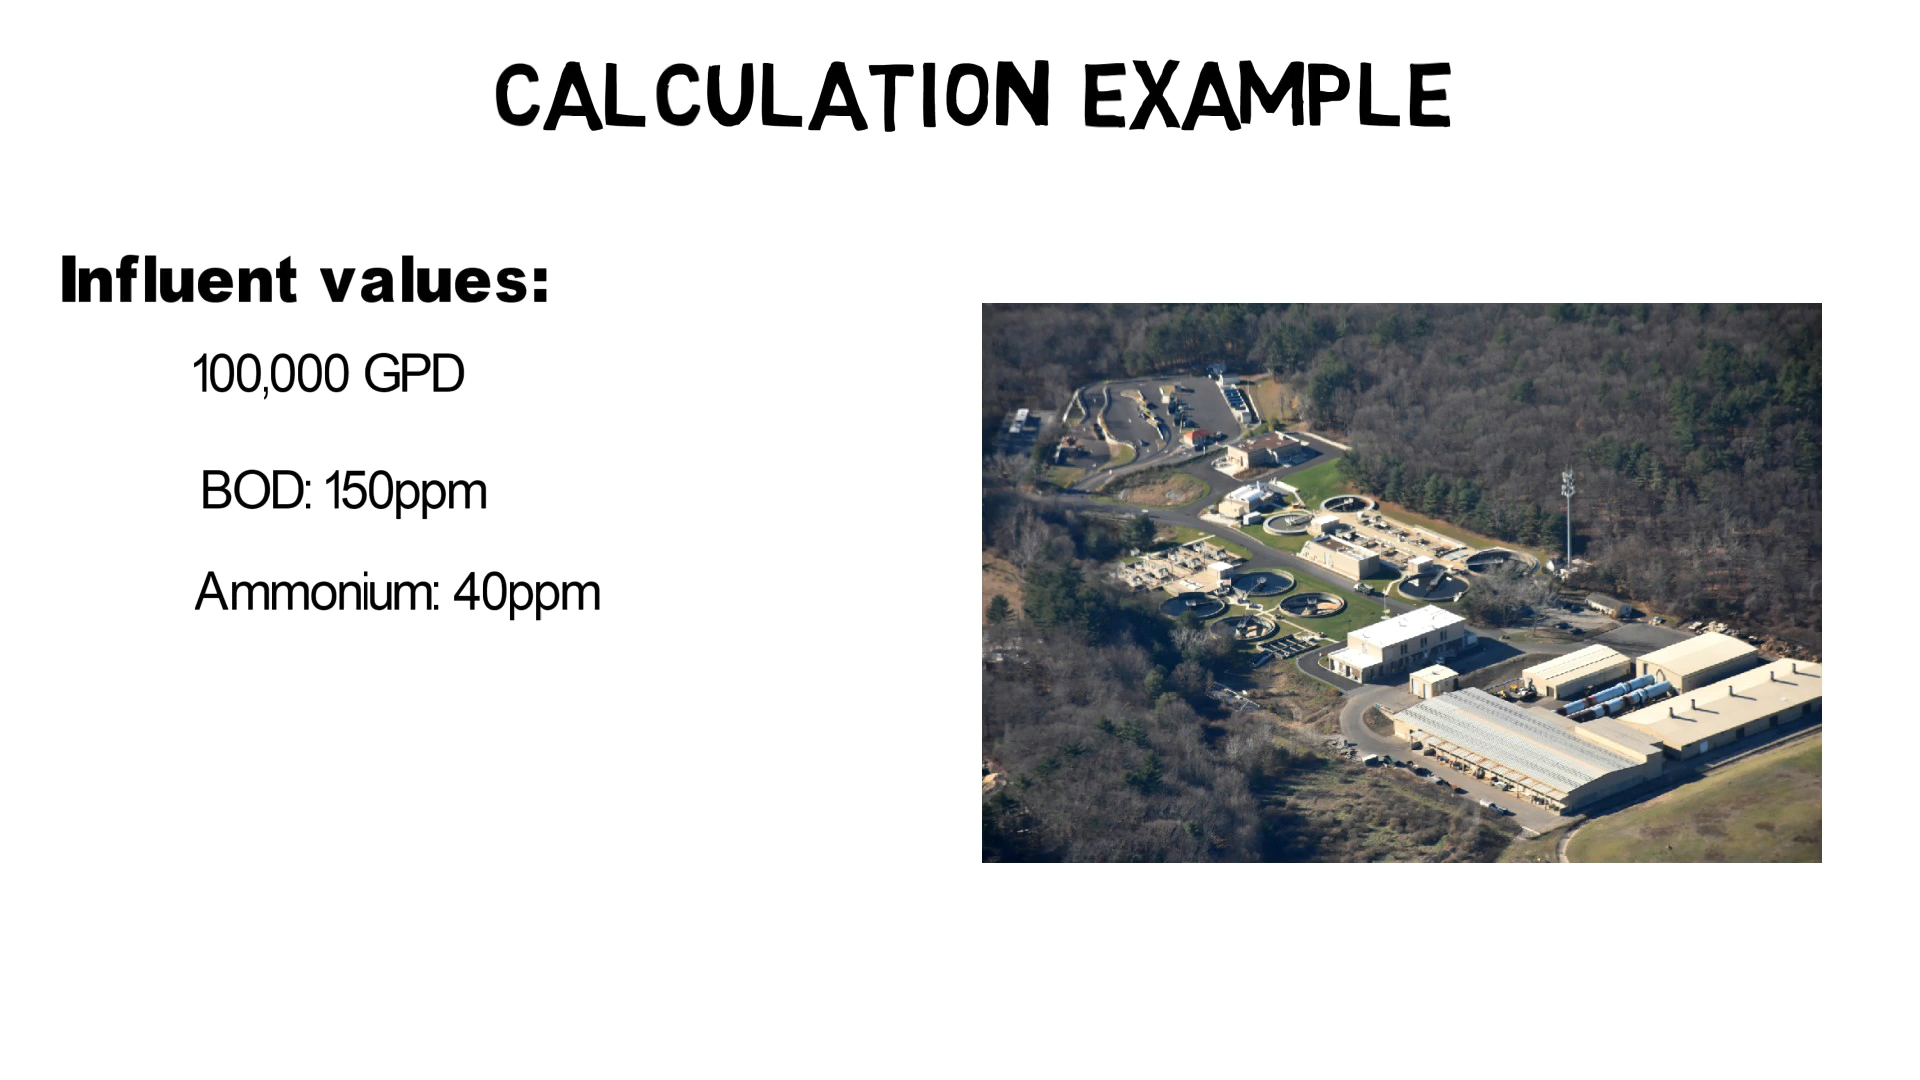 CALCULATION EXAMPLE
Influent values:
100,000 GPD
BOD: 150ppm
Ammonium: 40ppm